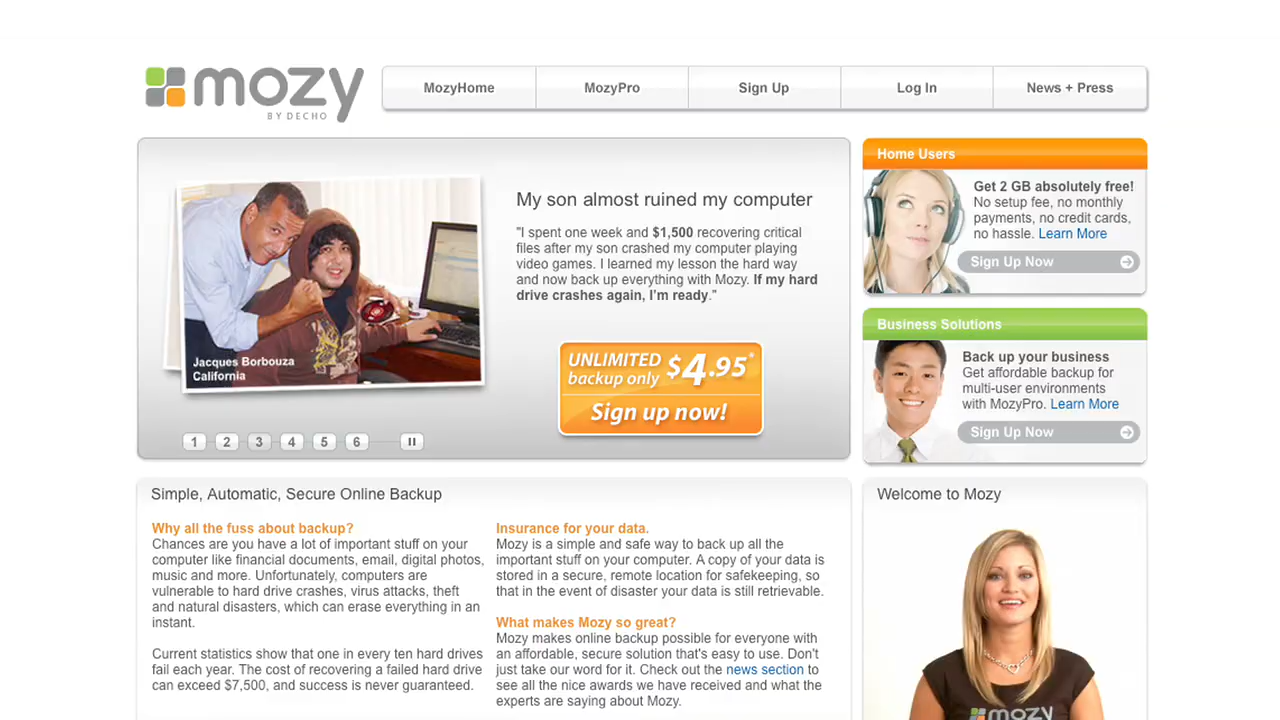 mozy
BY DECHO
MozyHome
MozyPro
Sign Up
Log In
News + Press
My son almost ruined my computer
"I spent one week and $1,500 recovering critical
files after my son crashed my computer playing
video games. I learned my lesson the hard way
and now back up everything with Mozy. If my hard
drive crashes again, I'm ready."
Jacques Borbouza
California
UNLIMITED
backup only $4.95*
Sign up now!
1 2 3 4 5 6
Home Users
Get 2 GB absolutely free!
No setup fee, no monthly
payments, no credit cards,
no hassle. Learn More
Sign Up Now
Business Solutions
Back up your business
Get affordable backup for
multi-user environments
with MozyPro. Learn More
Sign Up Now
Simple, Automatic, Secure Online Backup
Why all the fuss about backup?
Chances are you have a lot of important stuff on your
computer like financial documents, email, digital photos,
music and more. Unfortunately, computers are
vulnerable to hard drive crashes, virus attacks, theft
and natural disasters, which can erase everything in an
instant.
Current statistics show that one in every ten hard drives
fail each year. The cost of recovering a failed hard drive
can exceed $7,500, and success is never guaranteed.
Insurance for your data.
Mozy is a simple and safe way to back up all the
important stuff on your computer. A copy of your data is
stored in a secure, remote location for safekeeping, so
that in the event of disaster your data is still retrievable.
What makes Mozy so great?
Mozy makes online backup possible for everyone with
an affordable, secure solution that's easy to use. Don't
just take our word for it. Check out the news section to
see all the nice awards we have received and what the
experts are saying about Mozy.
Welcome to Mozy
mozy